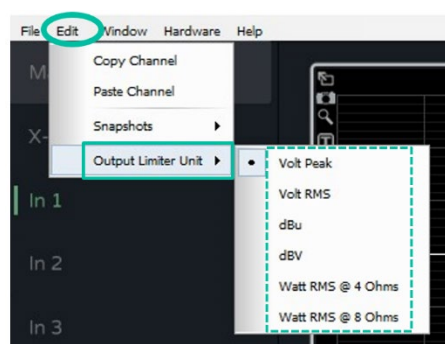 File Edit Window Hardware Help
Copy Channel
Paste Channel
Snapshots
Output Limiter Unit
Volt Peak
Volt RMS
dBu
dBV
Watt RMS @ 4 Ohms
Watt RMS @ 8 Ohms
In 1
In 2
In 3